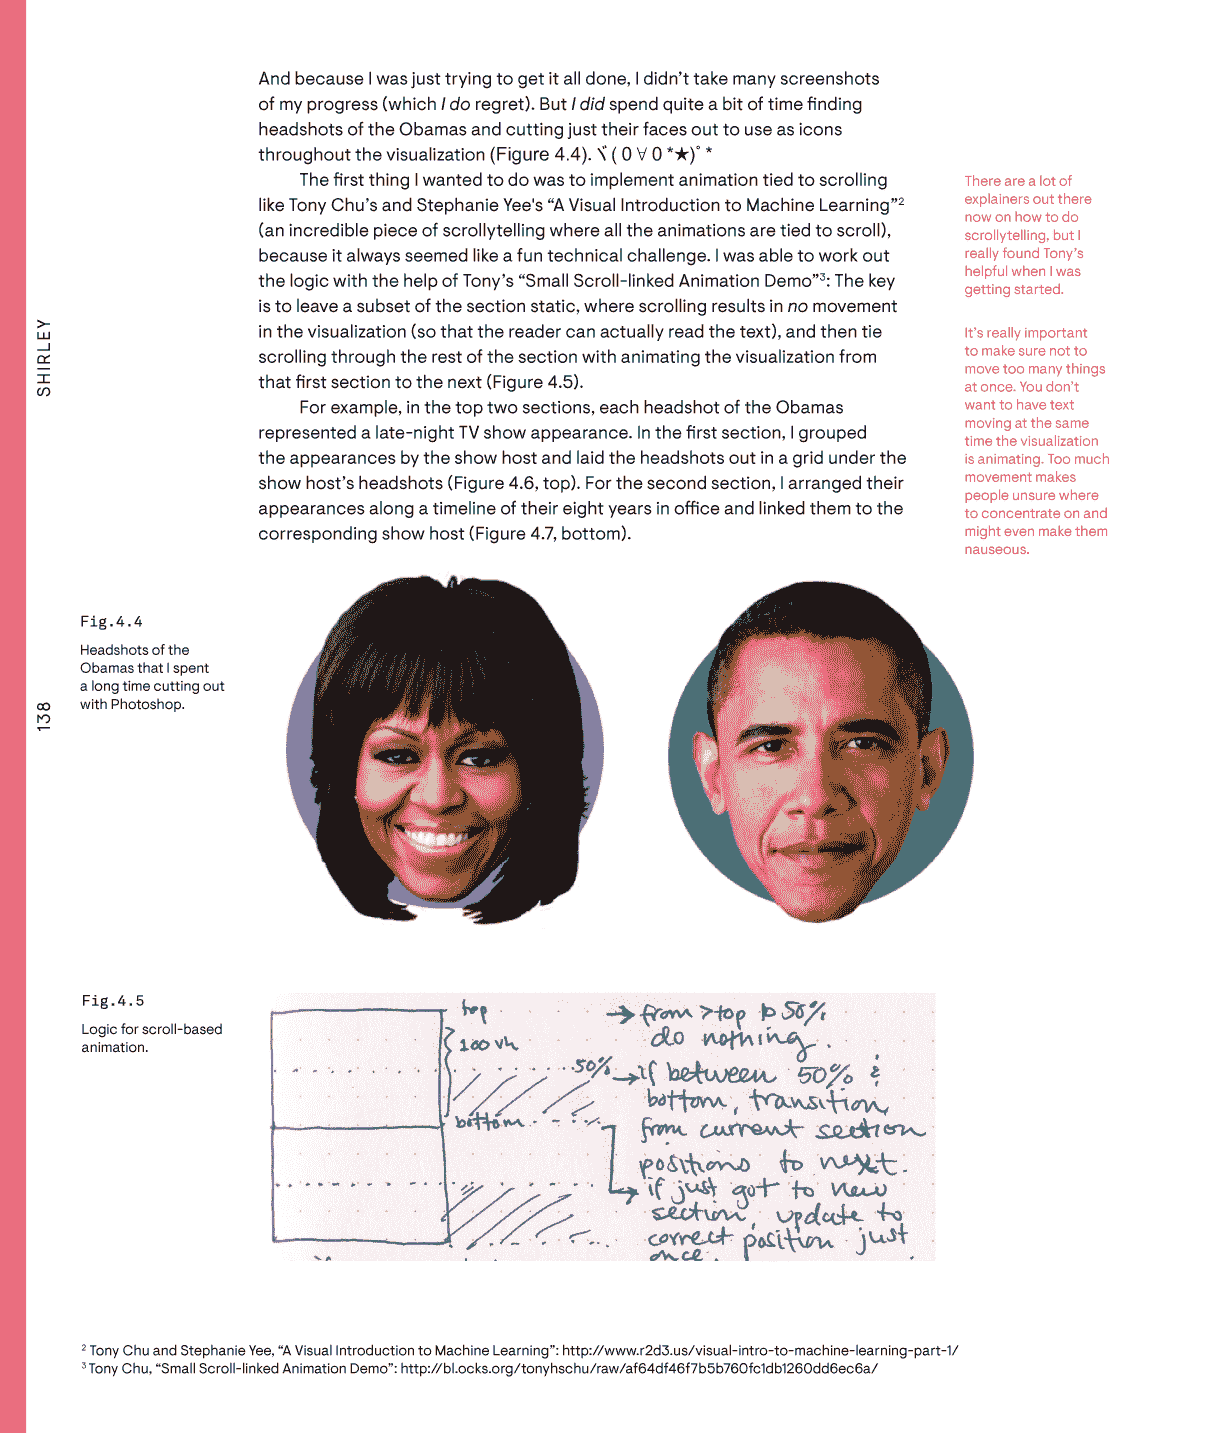 And because I was just trying to get it all done, I didn’t take many screenshots
of my progress (which I do regret). But I did spend quite a bit of time finding
headshots of the Obamas and cutting just their faces out to use as icons
throughout the visualization (Figure 4.4). ヾ( 0 ∀ 0 *★)ﾟ*
The first thing I wanted to do was to implement animation tied to scrolling
like Tony Chu’s and Stephanie Yee's “A Visual Introduction to Machine Learning”²
(an incredible piece of scrollytelling where all the animations are tied to scroll),
because it always seemed like a fun technical challenge. I was able to work out
the logic with the help of Tony’s “Small Scroll-linked Animation Demo”³: The key
is to leave a subset of the section static, where scrolling results in no movement
in the visualization (so that the reader can actually read the text), and then tie
scrolling through the rest of the section with animating the visualization from
that first section to the next (Figure 4.5).
For example, in the top two sections, each headshot of the Obamas
represented a late-night TV show appearance. In the first section, I grouped
the appearances by the show host and laid the headshots out in a grid under the
show host’s headshots (Figure 4.6, top). For the second section, I arranged their
appearances along a timeline of their eight years in office and linked them to the
corresponding show host (Figure 4.7, bottom).
There are a lot of
explainers out there
now on how to do
scrollytelling, but I
really found Tony’s
helpful when I was
getting started.
It’s really important
to make sure not to
move too many things
at once. You don’t
want to have text
moving at the same
time the visualization
is animating. Too much
movement makes
people unsure where
to concentrate on and
might even make them
nauseous.
SHIRLEY
138
Fig.4.4
Headshots of the
Obamas that I spent
a long time cutting out
with Photoshop.
Fig.4.5
Logic for scroll-based
animation.
top
100 vh
50%
bottom
→ from >top to 50%
do nothing.
→ if between 50% &
bottom, transition
from current section
positions to next.
→ if just got to new
section, update to
correct position just
once.
² Tony Chu and Stephanie Yee, “A Visual Introduction to Machine Learning”: http://www.r2d3.us/visual-intro-to-machine-learning-part-1/
³ Tony Chu, “Small Scroll-linked Animation Demo”: http://bl.ocks.org/tonyhschu/raw/af64df46f7b5b760fc1db1260dd6ec6a/